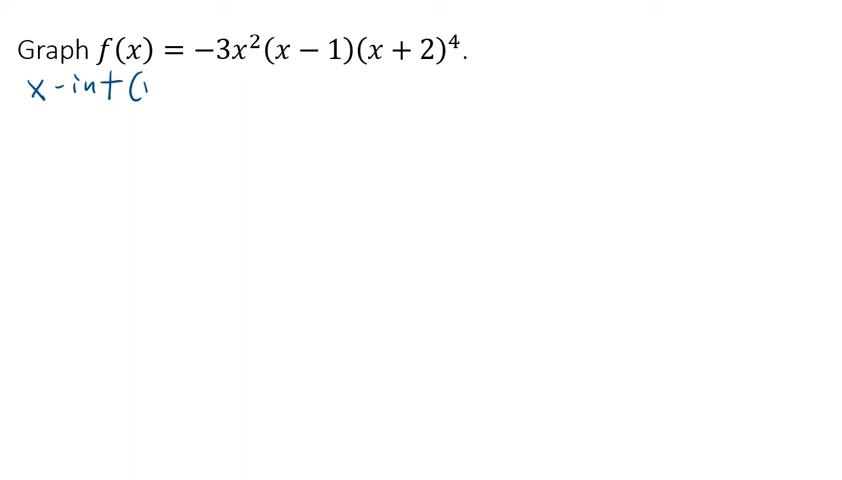 Graph f(x) = −3x²(x − 1)(x + 2)⁴.
x-int (